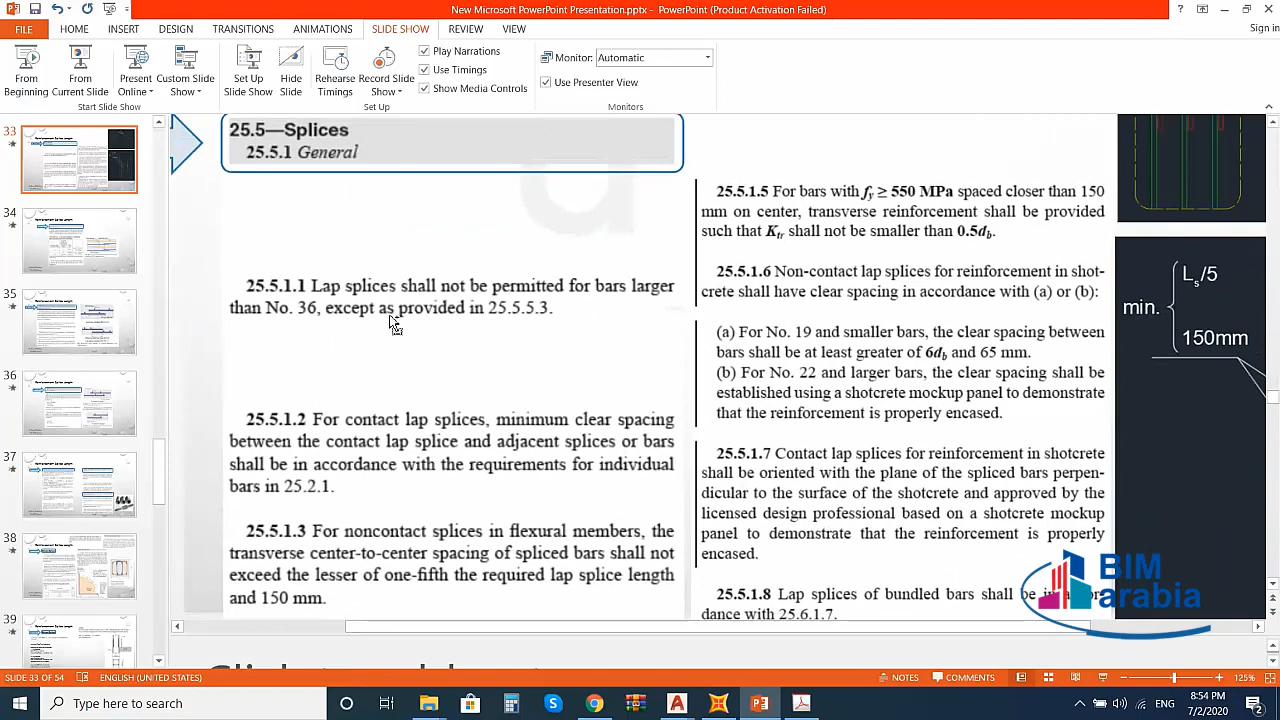 New Microsoft PowerPoint Presentation.pptx - PowerPoint (Product Activation Failed)
FILE HOME INSERT DESIGN TRANSITIONS ANIMATIONS SLIDE SHOW REVIEW VIEW Sign in
From Beginning
From Current Slide
Present Online
Custom Slide Show
Start Slide Show
Set Up Slide Show
Hide Slide
Rehearse Timings
Record Slide Show
Play Narrations
Use Timings
Show Media Controls
Set Up
Monitor: Automatic
Use Presenter View
Monitors
33
34
35
36
37
38
39
25.5—Splices
25.5.1 General
25.5.1.1 Lap splices shall not be permitted for bars larger
than No. 36, except as provided in 25.5.5.3.
25.5.1.2 For contact lap splices, minimum clear spacing
between the contact lap splice and adjacent splices or bars
shall be in accordance with the requirements for individual
bars in 25.2.1.
25.5.1.3 For noncontact splices in flexural members, the
transverse center-to-center spacing of spliced bars shall not
exceed the lesser of one-fifth the required lap splice length
and 150 mm.
25.5.1.5 For bars with fy ≥ 550 MPa spaced closer than 150
mm on center, transverse reinforcement shall be provided
such that Ktr shall not be smaller than 0.5db.
25.5.1.6 Non-contact lap splices for reinforcement in shot-
crete shall have clear spacing in accordance with (a) or (b):
(a) For No. 19 and smaller bars, the clear spacing between
bars shall be at least greater of 6db and 65 mm.
(b) For No. 22 and larger bars, the clear spacing shall be
established using a shotcrete mockup panel to demonstrate
that the reinforcement is properly encased.
25.5.1.7 Contact lap splices for reinforcement in shotcrete
shall be oriented with the plane of the spliced bars perpen-
dicular to the surface of the shotcrete and approved by the
licensed design professional based on a shotcrete mockup
panel to demonstrate that the reinforcement is properly
encased.
25.5.1.8 Lap splices of bundled bars shall be in accor-
dance with 25.6.1.7.
Ls/5
min.
150mm
BIM
arabia
SLIDE 33 OF 54 ENGLISH (UNITED STATES) NOTES COMMENTS 125%
Type here to search
ENG
8:54 PM
7/2/2020